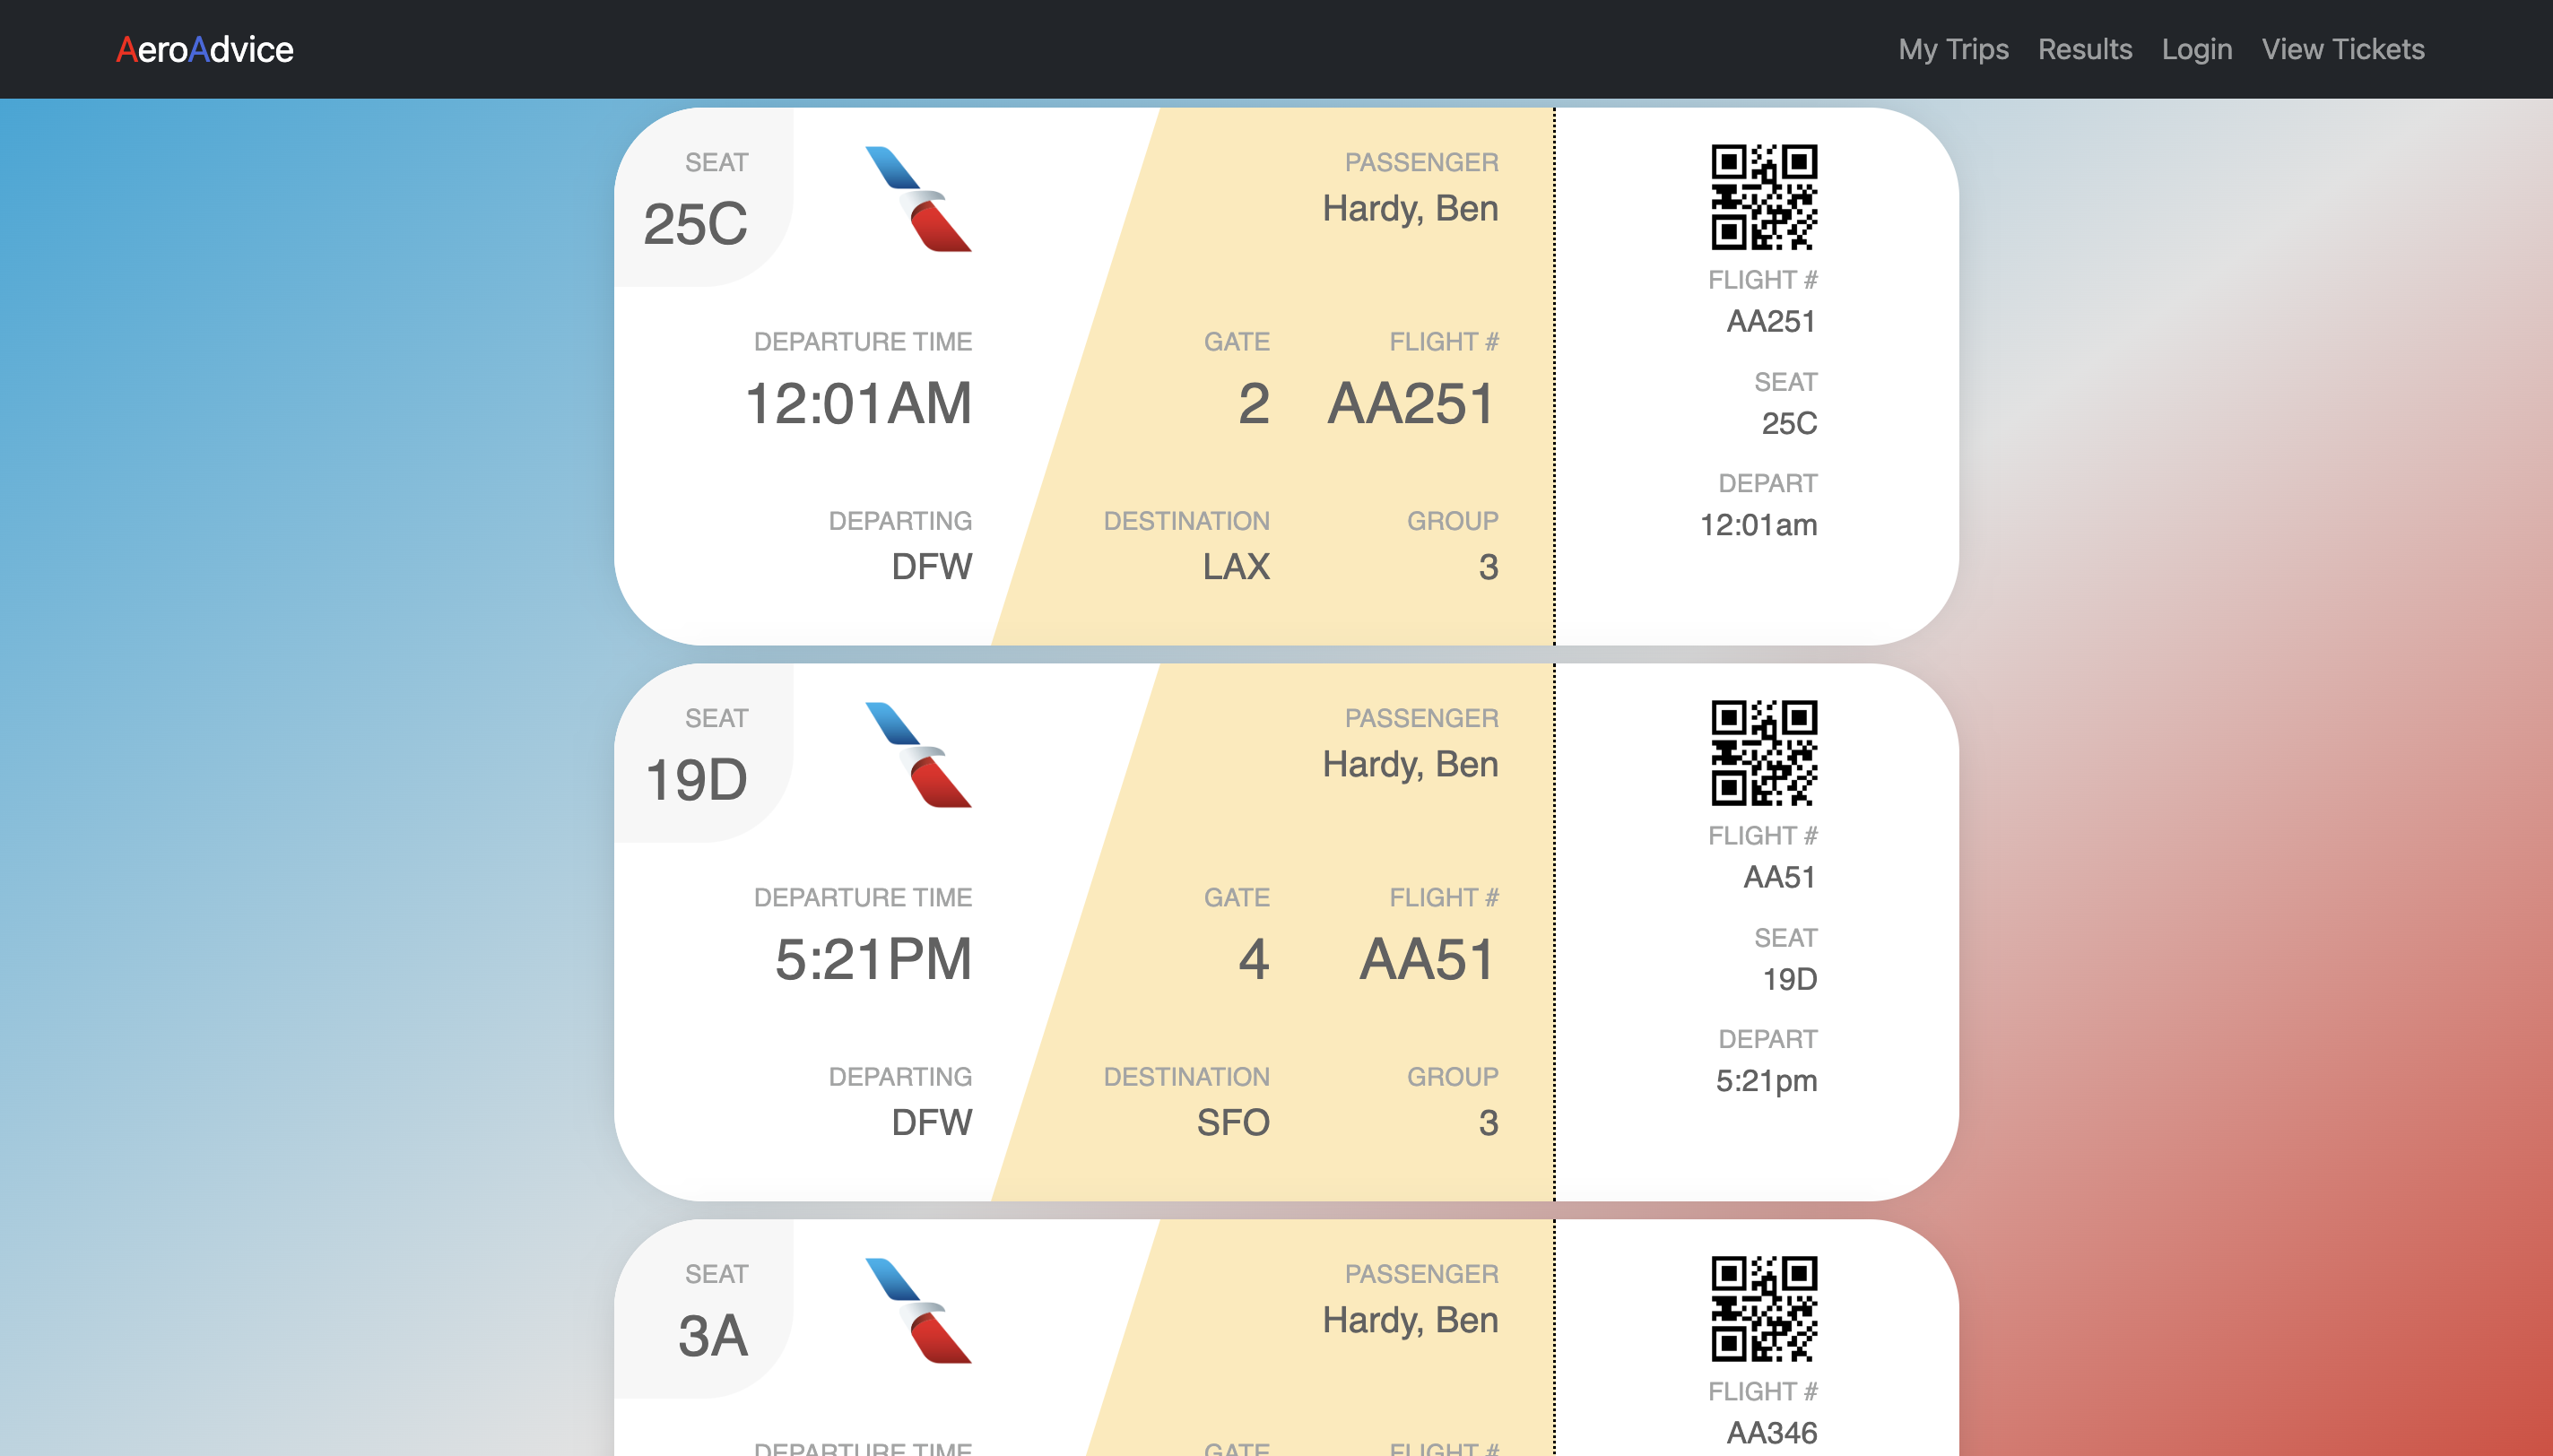 AeroAdvice
My Trips Results Login View Tickets
SEAT
25C
PASSENGER
Hardy, Ben
DEPARTURE TIME
12:01AM
GATE
2
FLIGHT #
AA251
DEPARTING
DFW
DESTINATION
LAX
GROUP
3
FLIGHT #
AA251
SEAT
25C
DEPART
12:01am
SEAT
19D
PASSENGER
Hardy, Ben
DEPARTURE TIME
5:21PM
GATE
4
FLIGHT #
AA51
DEPARTING
DFW
DESTINATION
SFO
GROUP
3
FLIGHT #
AA51
SEAT
19D
DEPART
5:21pm
SEAT
3A
PASSENGER
Hardy, Ben
DEPARTURE TIME
GATE
FLIGHT #
FLIGHT #
AA346